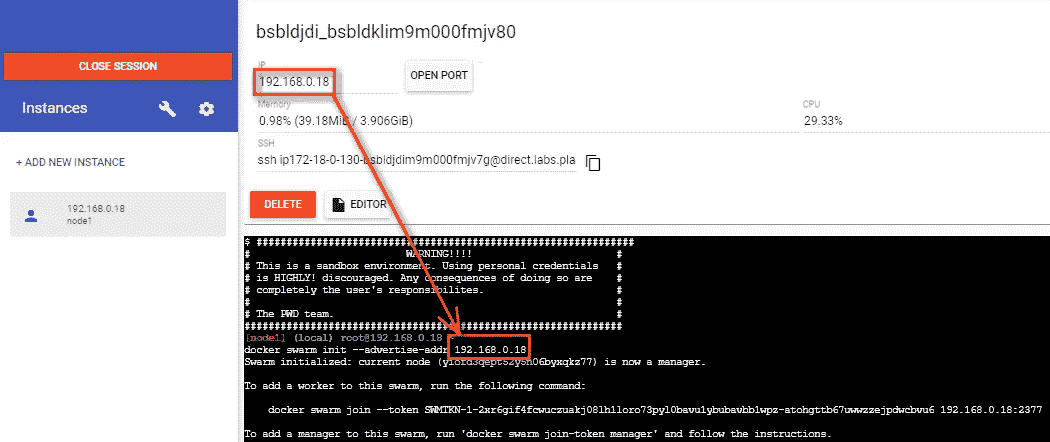 CLOSE SESSION
Instances
+ ADD NEW INSTANCE
192.168.0.18
node1
bsbldjdi_bsbldklim9m000fmjv80
IP
192.168.0.18
OPEN PORT
Memory
0.98% (39.18MiB / 3.906GiB)
CPU
29.33%
SSH
ssh ip172-18-0-130-bsbldjdim9m000fmjv7g@direct.labs.pla
DELETE
EDITOR
$ ###############################################################
# WARNING!!!! #
# This is a sandbox environment. Using personal credentials #
# is HIGHLY! discouraged. Any consequences of doing so are #
# completely the user's responsibilites. #
# #
# The PWD team. #
###############################################################
[node1] (local) root@192.168.0.18
docker swarm init --advertise-addr 192.168.0.18
Swarm initialized: current node is now a manager.
To add a worker to this swarm, run the following command:
docker swarm join --token 192.168.0.18:2377
To add a manager to this swarm, run 'docker swarm join-token manager' and follow the instructions.